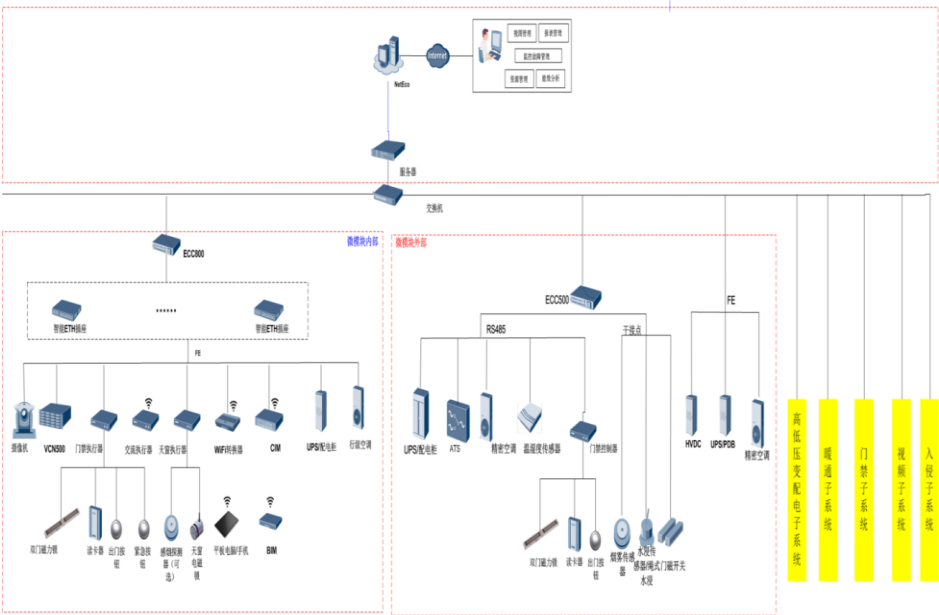 视图管理
报表管理
监控故障管理
资源管理
能效分析
Internet
NetEco
服务器
交换机
微模块内部
ECC800
智能ETH插座
······
智能ETH插座
FE
摄像机
VCN500
门禁执行器
交流执行器
天窗执行器
WiFi转换器
CIM
UPS/配电柜
行级空调
双门磁力锁
读卡器
出门按
钮
紧急按
钮
感烟探测
器（可
选）
天窗
电磁
锁
平板电脑/手机
BIM
微模块外部
ECC500
RS485
干接点
FE
UPS/配电柜
ATS
精密空调
温湿度传感器
门禁控制器
双门磁力锁
读卡器
出门按
钮
烟雾传感
器
水浸传
感器/绳式
水浸
门磁开关
HVDC
UPS/PDB
精密空调
高低压变配电子系统
暖通子系统
门禁子系统
视频子系统
入侵子系统